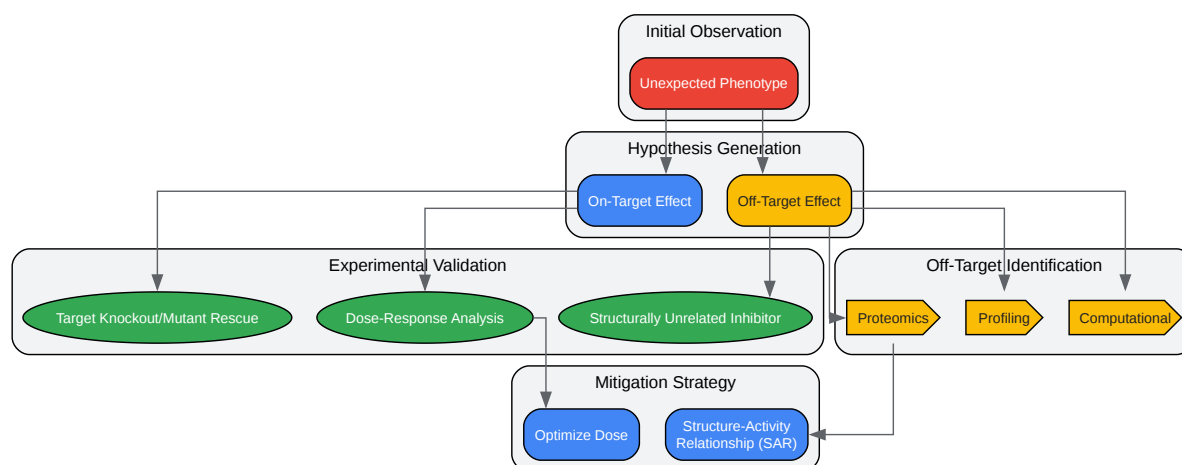 Initial Observation
Unexpected Phenotype
Hypothesis Generation
On-Target Effect
Off-Target Effect
Experimental Validation
Off-Target Identification
Target Knockout/Mutant Rescue
Dose-Response Analysis
Structurally Unrelated Inhibitor
Proteomics
Profiling
Computational
Mitigation Strategy
Optimize Dose
Structure-Activity
Relationship (SAR)